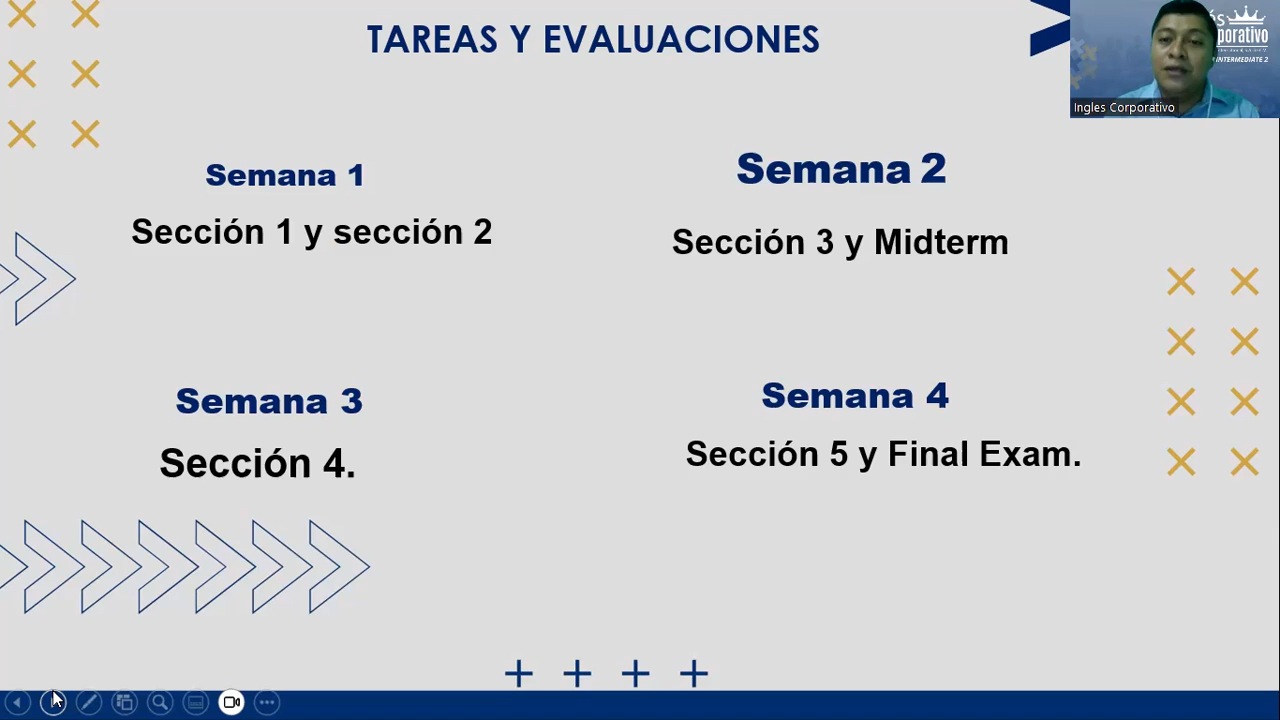 TAREAS Y EVALUACIONES
Ingles Corporativo
INTERMEDIATE 2
Semana 1
Sección 1 y sección 2
Semana 2
Sección 3 y Midterm
Semana 3
Sección 4.
Semana 4
Sección 5 y Final Exam.